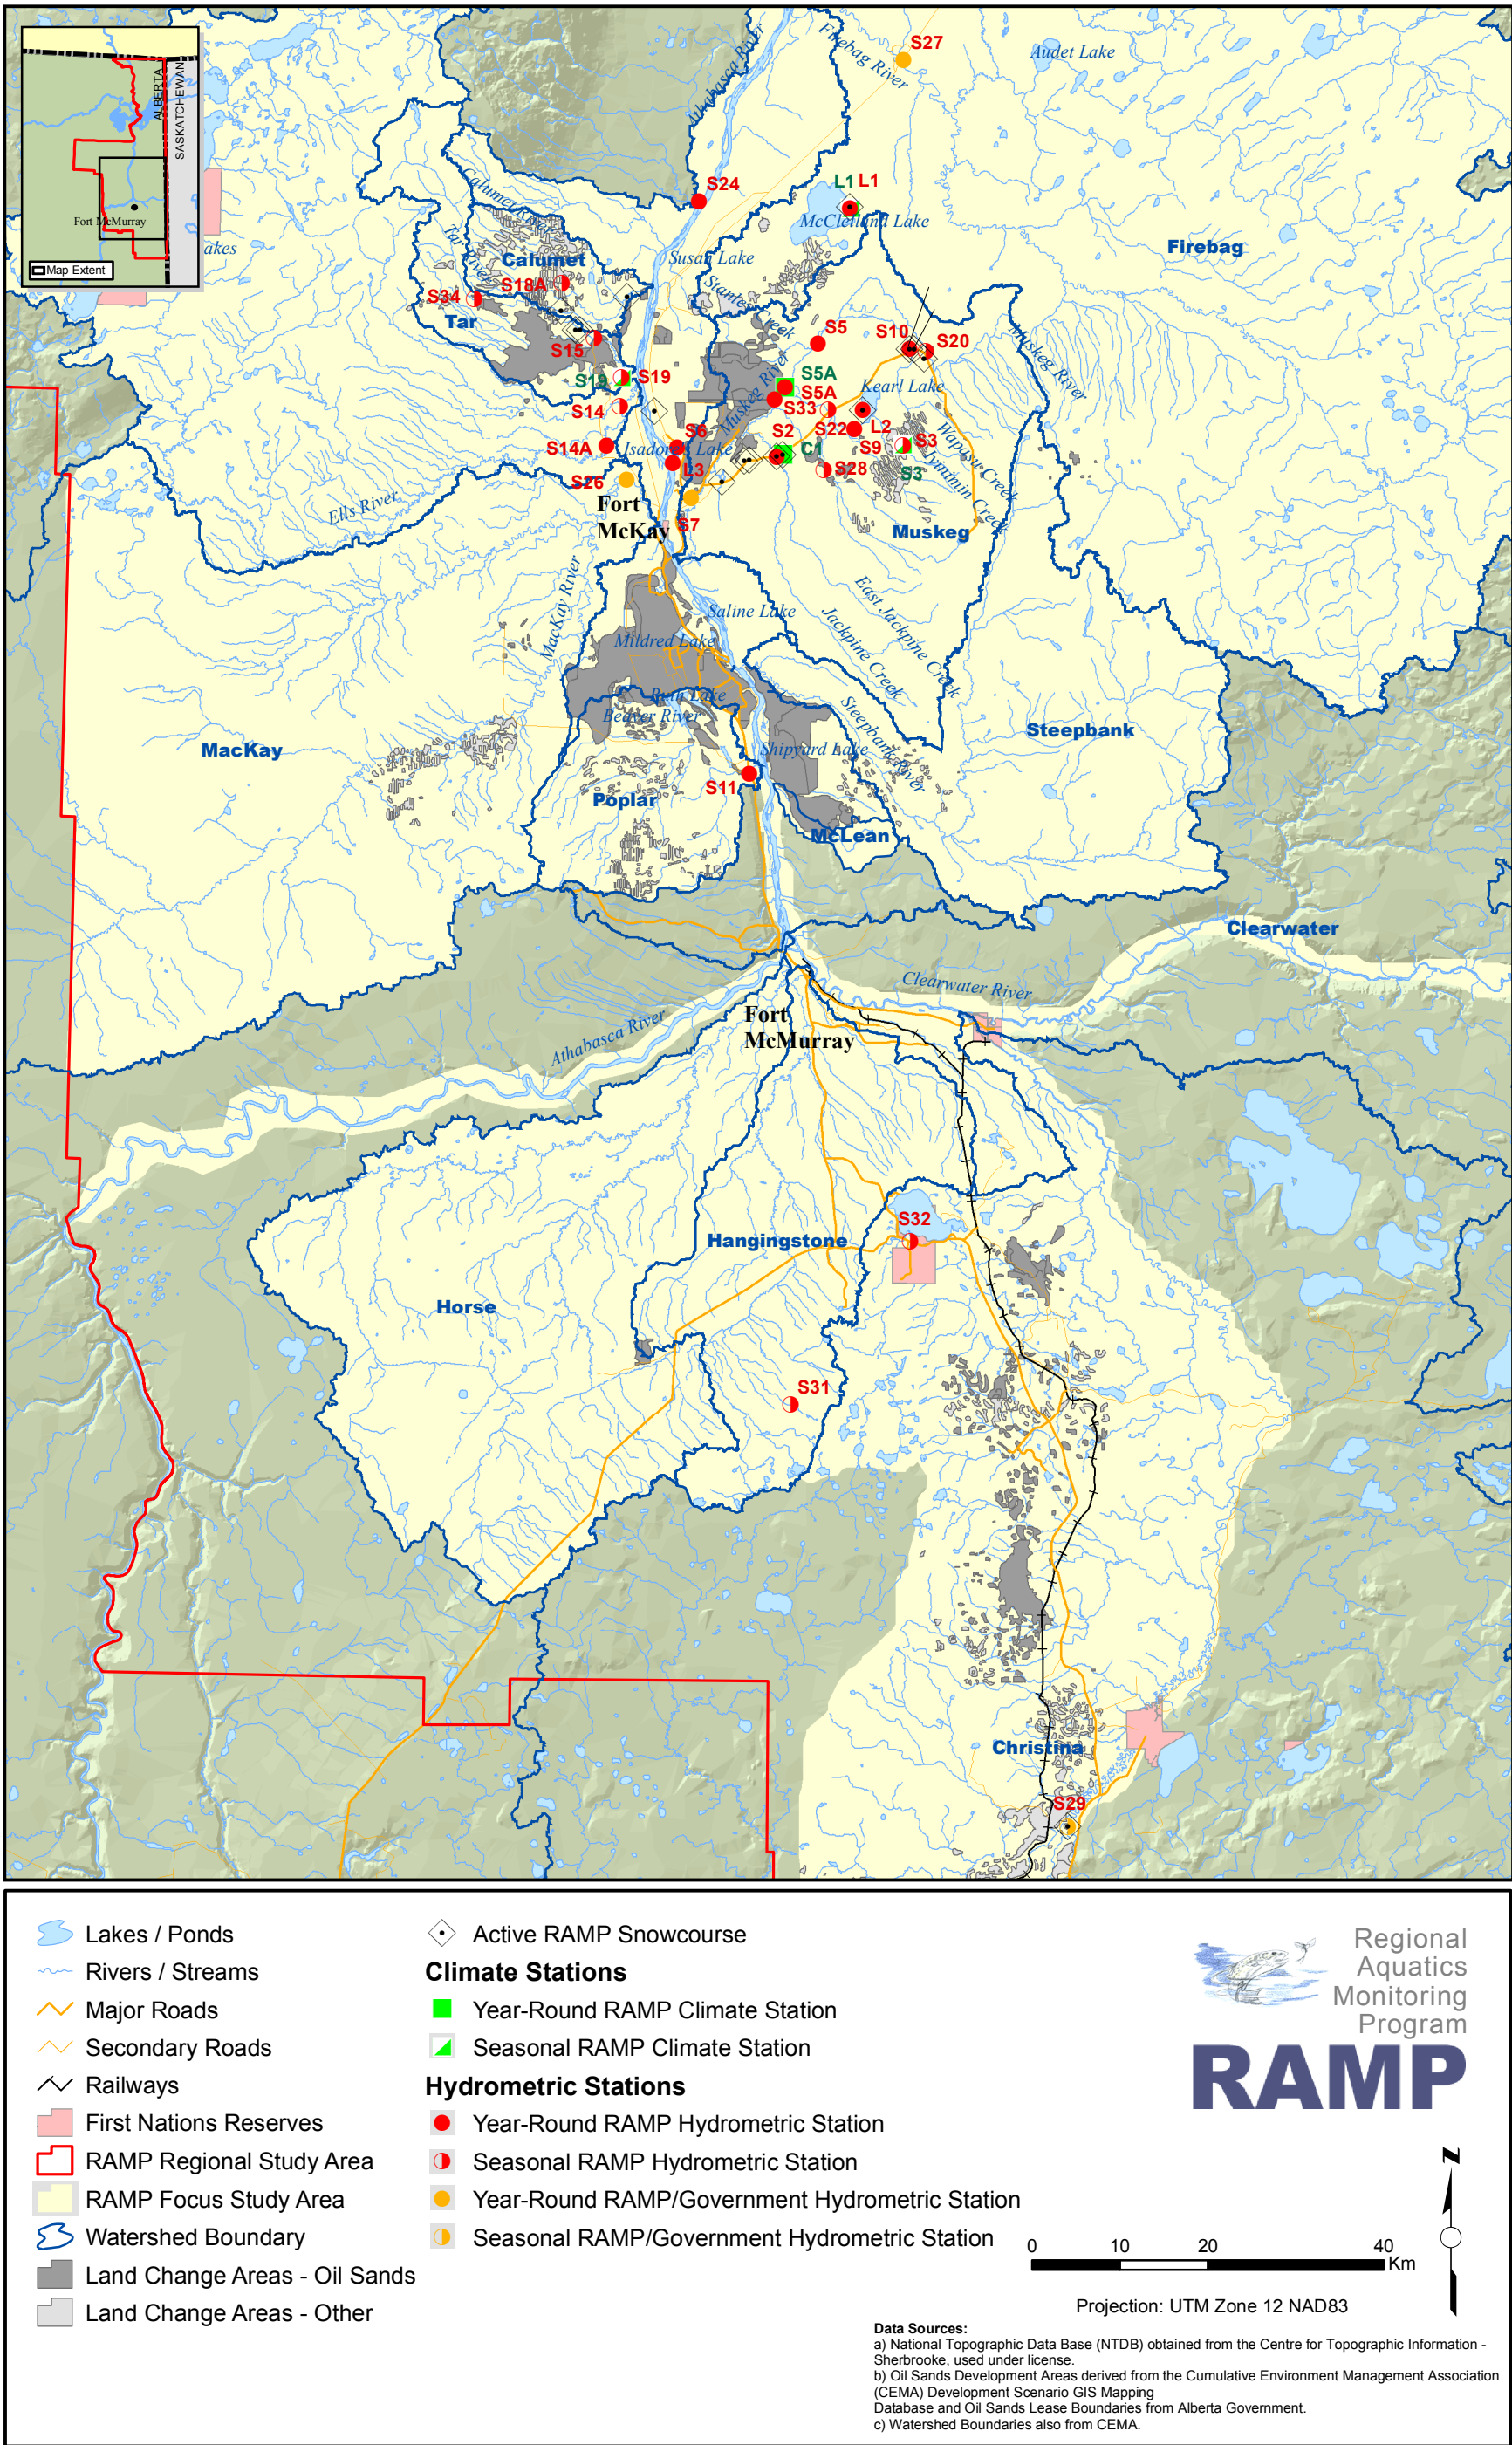 ALBERTA
SASKATCHEWAN
Fort McMurray
Map Extent
akes
Firebag River
S27
Audet Lake
Athabasca River
S24
L1 L1
McClelland Lake
Calumet River
Tar River
Calumet
Susan Lake
Firebag
S18A
S34
Stanley Creek
Tar
S5
S10
S20
Muskeg River
S15
S19
S19
S5A
S5A
Kearl Lake
Muskeg River
S14
S33
S22
L2
S14A
S6
S2
C1
S9
S3
S3
Wapasu Creek
Isadore's Lake
L3
S28
Iyinimin Creek
S26
Ells River
Fort
McKay
S7
Muskeg
MacKay River
Saline Lake
East Jackpine Creek
Jackpine Creek
Mildred Lake
Ruth Lake
Beaver River
Steepbank River
MacKay
Shipyard Lake
Steepbank
S11
Poplar
McLean
Clearwater
Clearwater River
Fort
McMurray
Athabasca River
S32
Hangingstone
Horse
S31
Christina
S29
Lakes / Ponds
Rivers / Streams
Major Roads
Secondary Roads
Railways
First Nations Reserves
RAMP Regional Study Area
RAMP Focus Study Area
Watershed Boundary
Land Change Areas - Oil Sands
Land Change Areas - Other
Active RAMP Snowcourse
Climate Stations
Year-Round RAMP Climate Station
Seasonal RAMP Climate Station
Hydrometric Stations
Year-Round RAMP Hydrometric Station
Seasonal RAMP Hydrometric Station
Year-Round RAMP/Government Hydrometric Station
Seasonal RAMP/Government Hydrometric Station
Regional
Aquatics
Monitoring
Program
RAMP
N
0 10 20 40
Km
Projection: UTM Zone 12 NAD83
Data Sources:
a) National Topographic Data Base (NTDB) obtained from the Centre for Topographic Information -
Sherbrooke, used under license.
b) Oil Sands Development Areas derived from the Cumulative Environment Management Association
(CEMA) Development Scenario GIS Mapping
Database and Oil Sands Lease Boundaries from Alberta Government.
c) Watershed Boundaries also from CEMA.